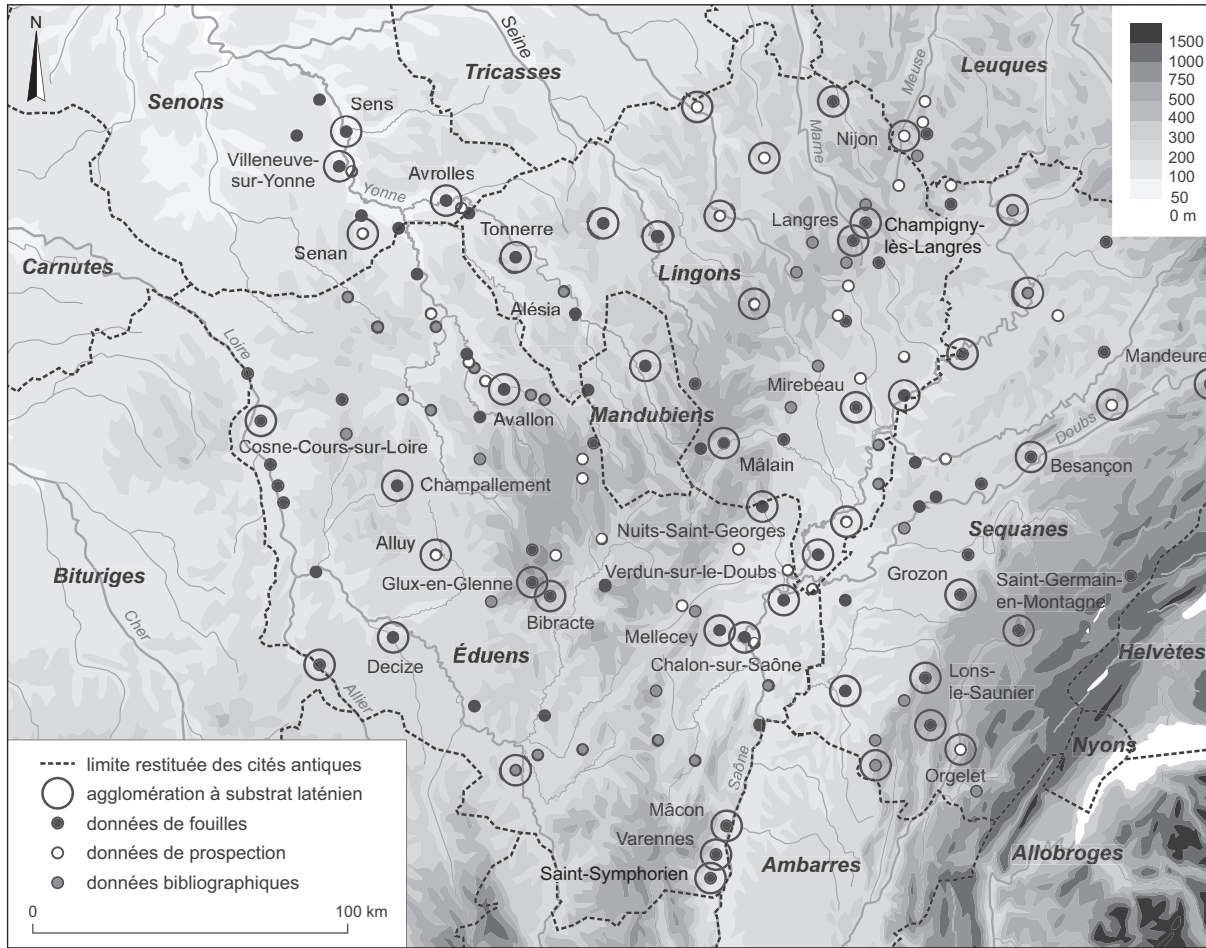 N
Seine
Tricasses
Meuse
Leuques
1500
1000
750
500
400
300
200
100
50
0 m
Senons
Sens
Marne
Nijon
Villeneuve-
sur-Yonne
Yonne
Avrolles
Langres
Champigny-
lès-Langres
Senan
Tonnerre
Carnutes
Lingons
Alésia
Loire
Mandeure
Mirebeau
Mandubiens
Avallon
Doubs
Cosne-Cours-sur-Loire
Mâlain
Besançon
Champallement
Nuits-Saint-Georges
Sequanes
Alluy
Bituriges
Verdun-sur-le-Doubs
Grozon
Saint-Germain-
en-Montagne
Glux-en-Glenne
Bibracte
Cher
Mellecey
Éduens
Decize
Chalon-sur-Saône
Helvètes
Lons-
le-Saunier
Allier
Nyons
Saône
Orgelet
limite restituée des cités antiques
agglomération à substrat laténien
données de fouilles
données de prospection
données bibliographiques
0
100 km
Mâcon
Varennes
Saint-Symphorien
Ambarres
Allobroges